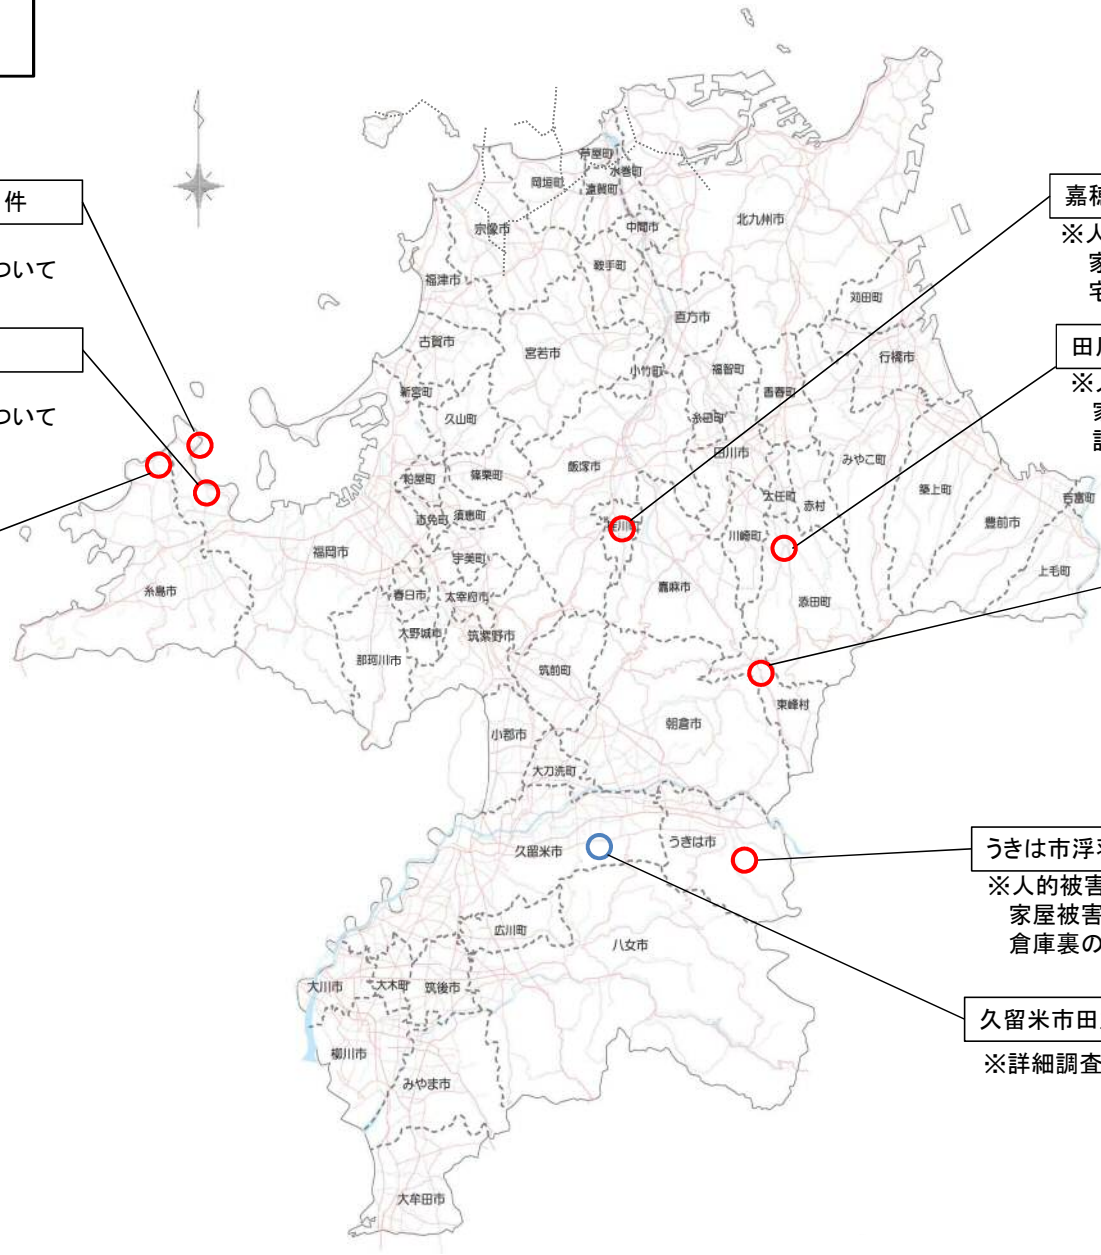 件
ついて
ついて
嘉穂
※人
家
宅
※人
うきは市浮羽
※人的被害
家屋被害
倉庫裏の
久留米市田
※詳細調査
芦屋町
水巻町
岡垣町
遠賀町
宗像市
中間市
北九州市
福津市
鞍手町
苅田町
直方市
古賀市
宮若市
行橋市
小竹町
福智町
新宮町
香春町
久山町
糸田町
田川市
飯塚市
みやこ町
粕屋町
篠栗町
大任町
築上町
赤村
吉富町
志免町
須恵町
豊前市
福岡市
川崎町
宇美町
上毛町
糸島市
嘉麻市
春日市
太宰府市
添田町
大野城市
筑紫野市
那珂川市
筑前町
東峰村
朝倉市
小郡市
大刀洗町
久留米市
うきは市
広川町
八女市
大川市
大木町
筑後市
柳川市
みやま市
大牟田市